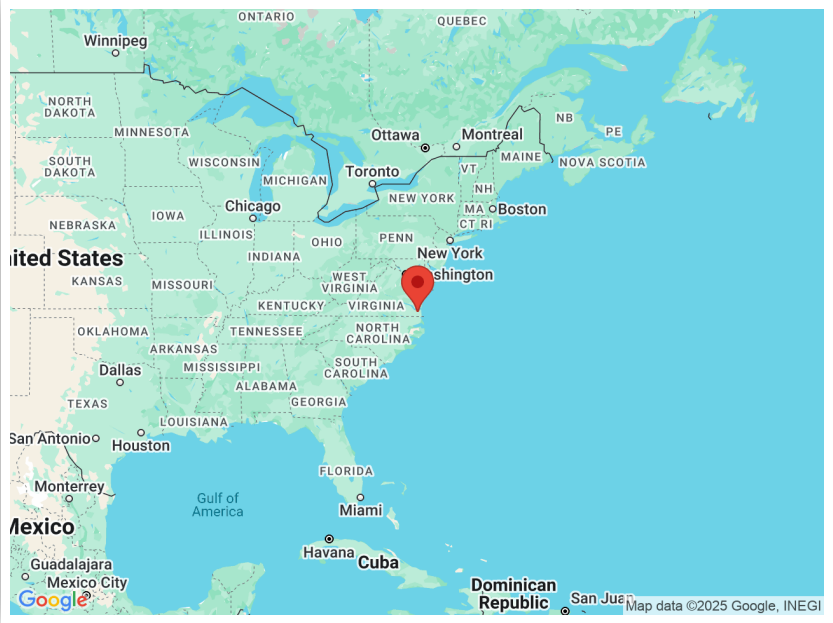 ONTARIO
QUEBEC
Winnipeg
NORTH
DAKOTA
MINNESOTA
Ottawa
Montreal
NB
PE
MAINE
NOVA SCOTIA
SOUTH
DAKOTA
WISCONSIN
MICHIGAN
Toronto
VT
NH
NEW YORK
Chicago
MA
Boston
CT RI
IOWA
NEBRASKA
ILLINOIS
OHIO
PENN
New York
ited States
INDIANA
KANSAS
MISSOURI
WEST
VIRGINIA
ashington
KENTUCKY
VIRGINIA
OKLAHOMA
TENNESSEE
NORTH
CAROLINA
ARKANSAS
MISSISSIPPI
SOUTH
CAROLINA
Dallas
ALABAMA
TEXAS
GEORGIA
LOUISIANA
San Antonio
Houston
FLORIDA
Monterrey
Gulf of
America
Miami
Mexico
Havana
Cuba
Guadalajara
Mexico City
Dominican
Republic
San Juan
Google
Map data ©2025 Google, INEGI